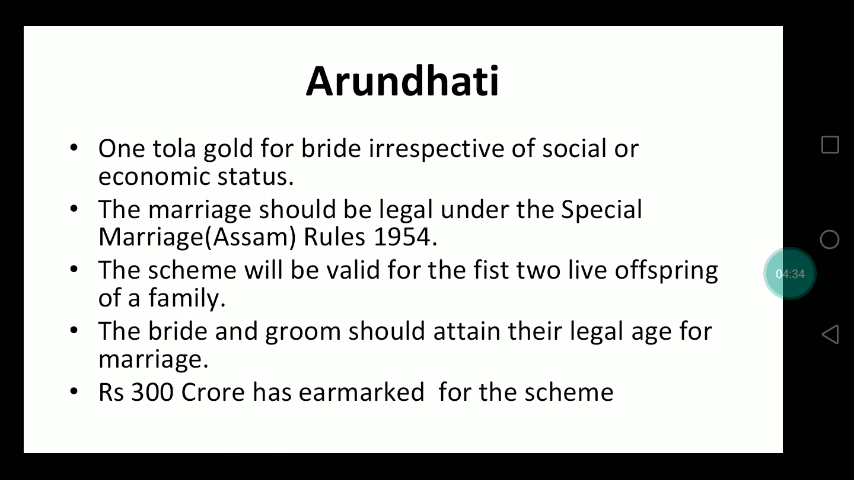 Arundhati
• One tola gold for bride irrespective of social or
economic status.
• The marriage should be legal under the Special
Marriage(Assam) Rules 1954.
• The scheme will be valid for the fist two live offspring
of a family.
• The bride and groom should attain their legal age for
marriage.
• Rs 300 Crore has earmarked  for the scheme
04:34